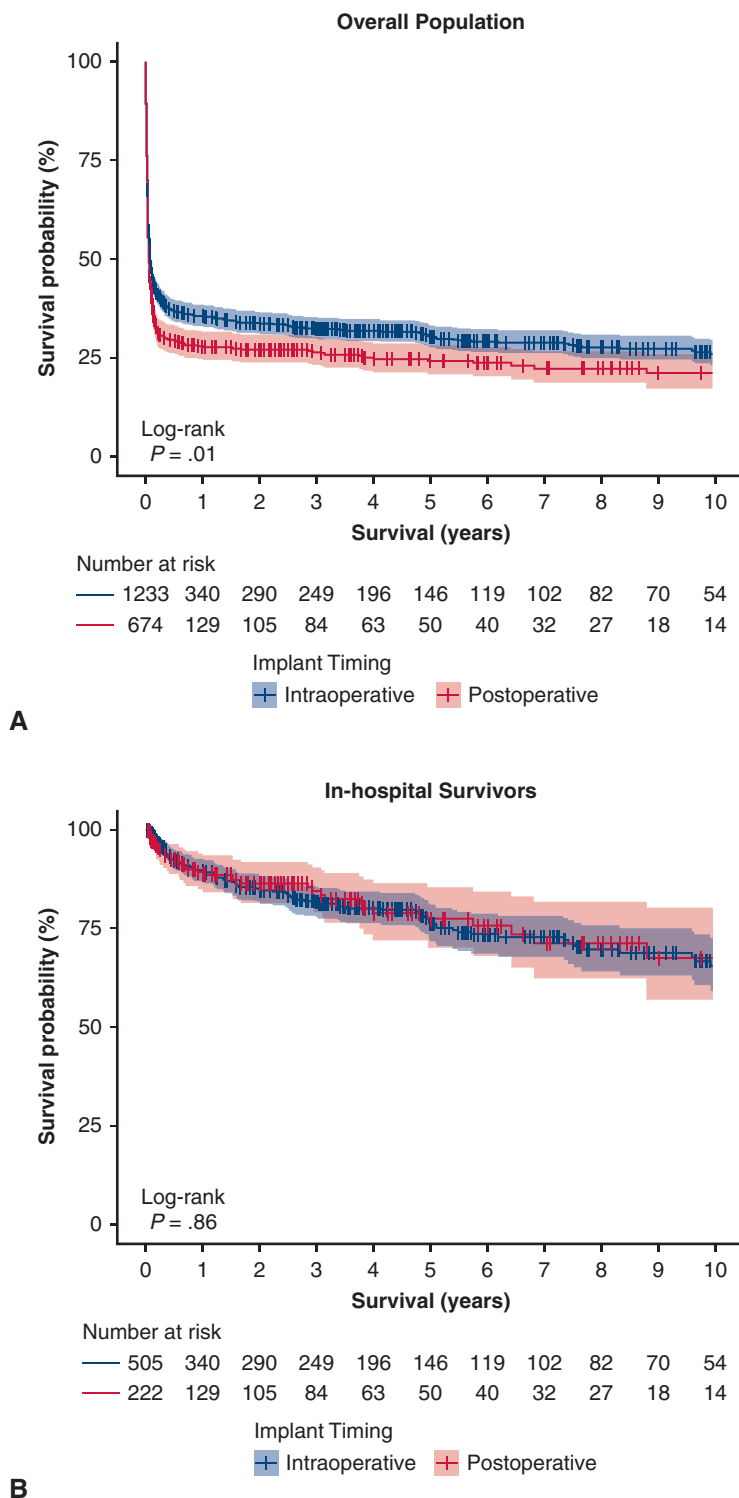 Overall Population
100
75
50
25
0
Survival probability (%)
Log-rank
P = .01
0 1 2 3 4 5 6 7 8 9 10
Survival (years)
Number at risk
1233 340 290 249 196 146 119 102 82 70 54
674 129 105 84 63 50 40 32 27 18 14
Implant Timing
Intraoperative Postoperative
A
In-hospital Survivors
100
75
50
25
0
Survival probability (%)
Log-rank
P = .86
0 1 2 3 4 5 6 7 8 9 10
Survival (years)
Number at risk
505 340 290 249 196 146 119 102 82 70 54
222 129 105 84 63 50 40 32 27 18 14
Implant Timing
Intraoperative Postoperative
B